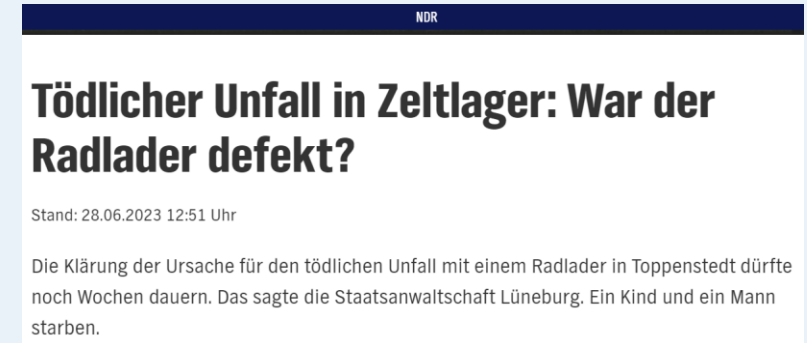 NDR
Tödlicher Unfall in Zeltlager: War der
Radlader defekt?
Stand: 28.06.2023 12:51 Uhr
Die Klärung der Ursache für den tödlichen Unfall mit einem Radlader in Toppenstedt dürfte
noch Wochen dauern. Das sagte die Staatsanwaltschaft Lüneburg. Ein Kind und ein Mann
starben.